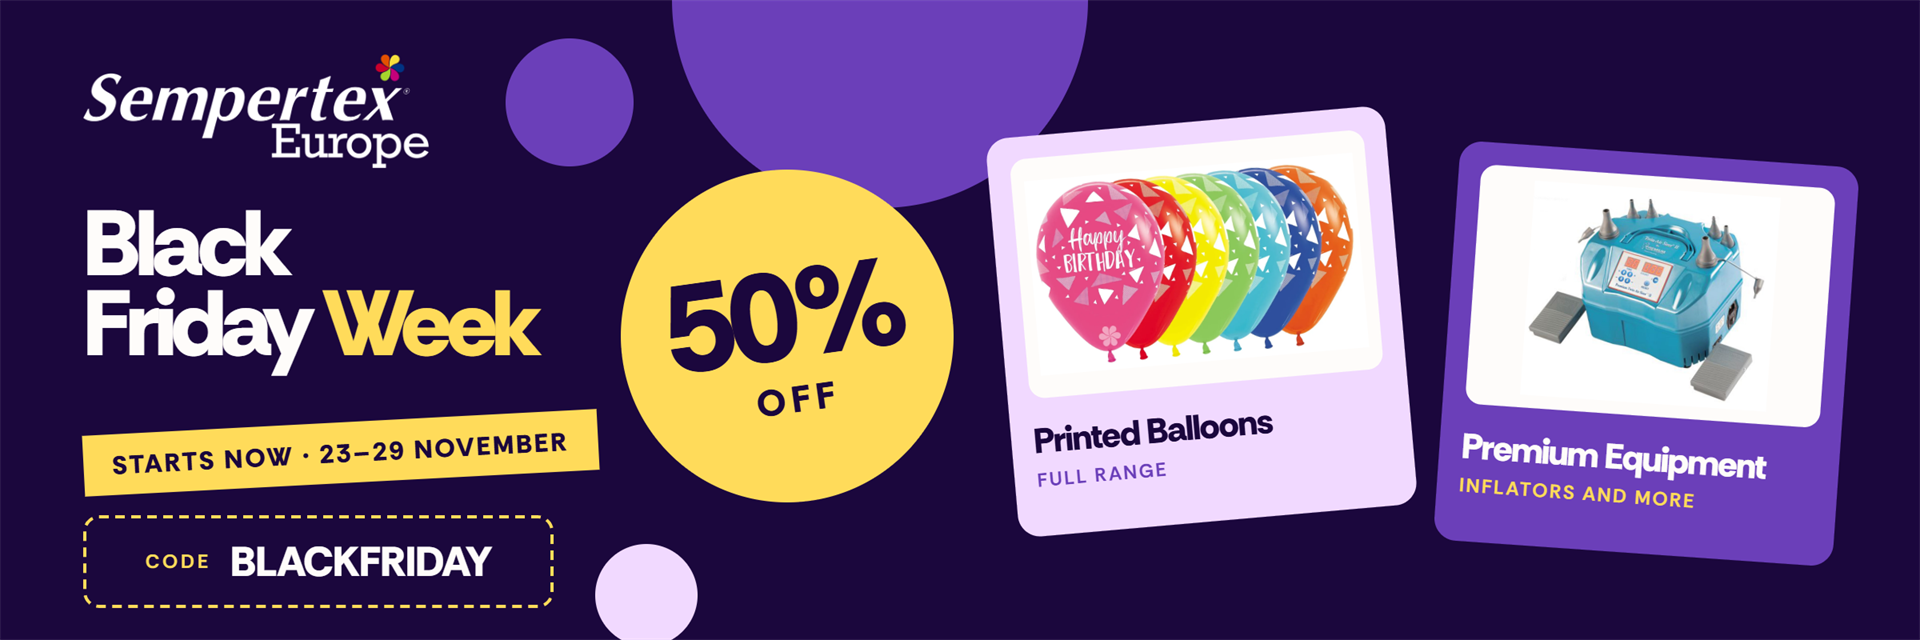 Sempertex
Europe
Black
Friday Week
STARTS NOW · 23–29 NOVEMBER
CODE BLACKFRIDAY
50%
OFF
Happy
BIRTHDAY
Printed Balloons
FULL RANGE
Premium Equipment
INFLATORS AND MORE